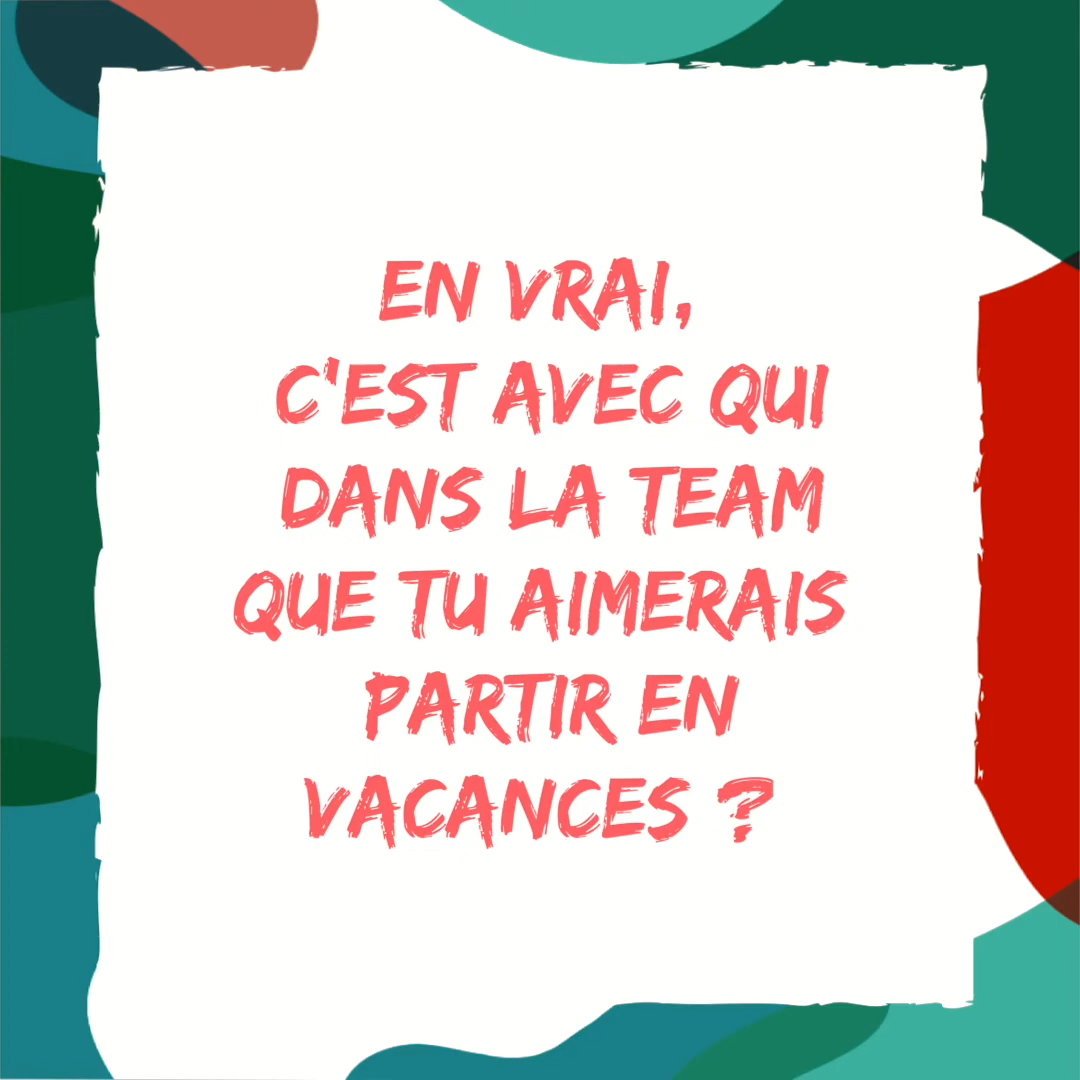 EN VRAI,
C'EST AVEC QUI
DANS LA TEAM
QUE TU AIMERAIS
PARTIR EN
VACANCES ?